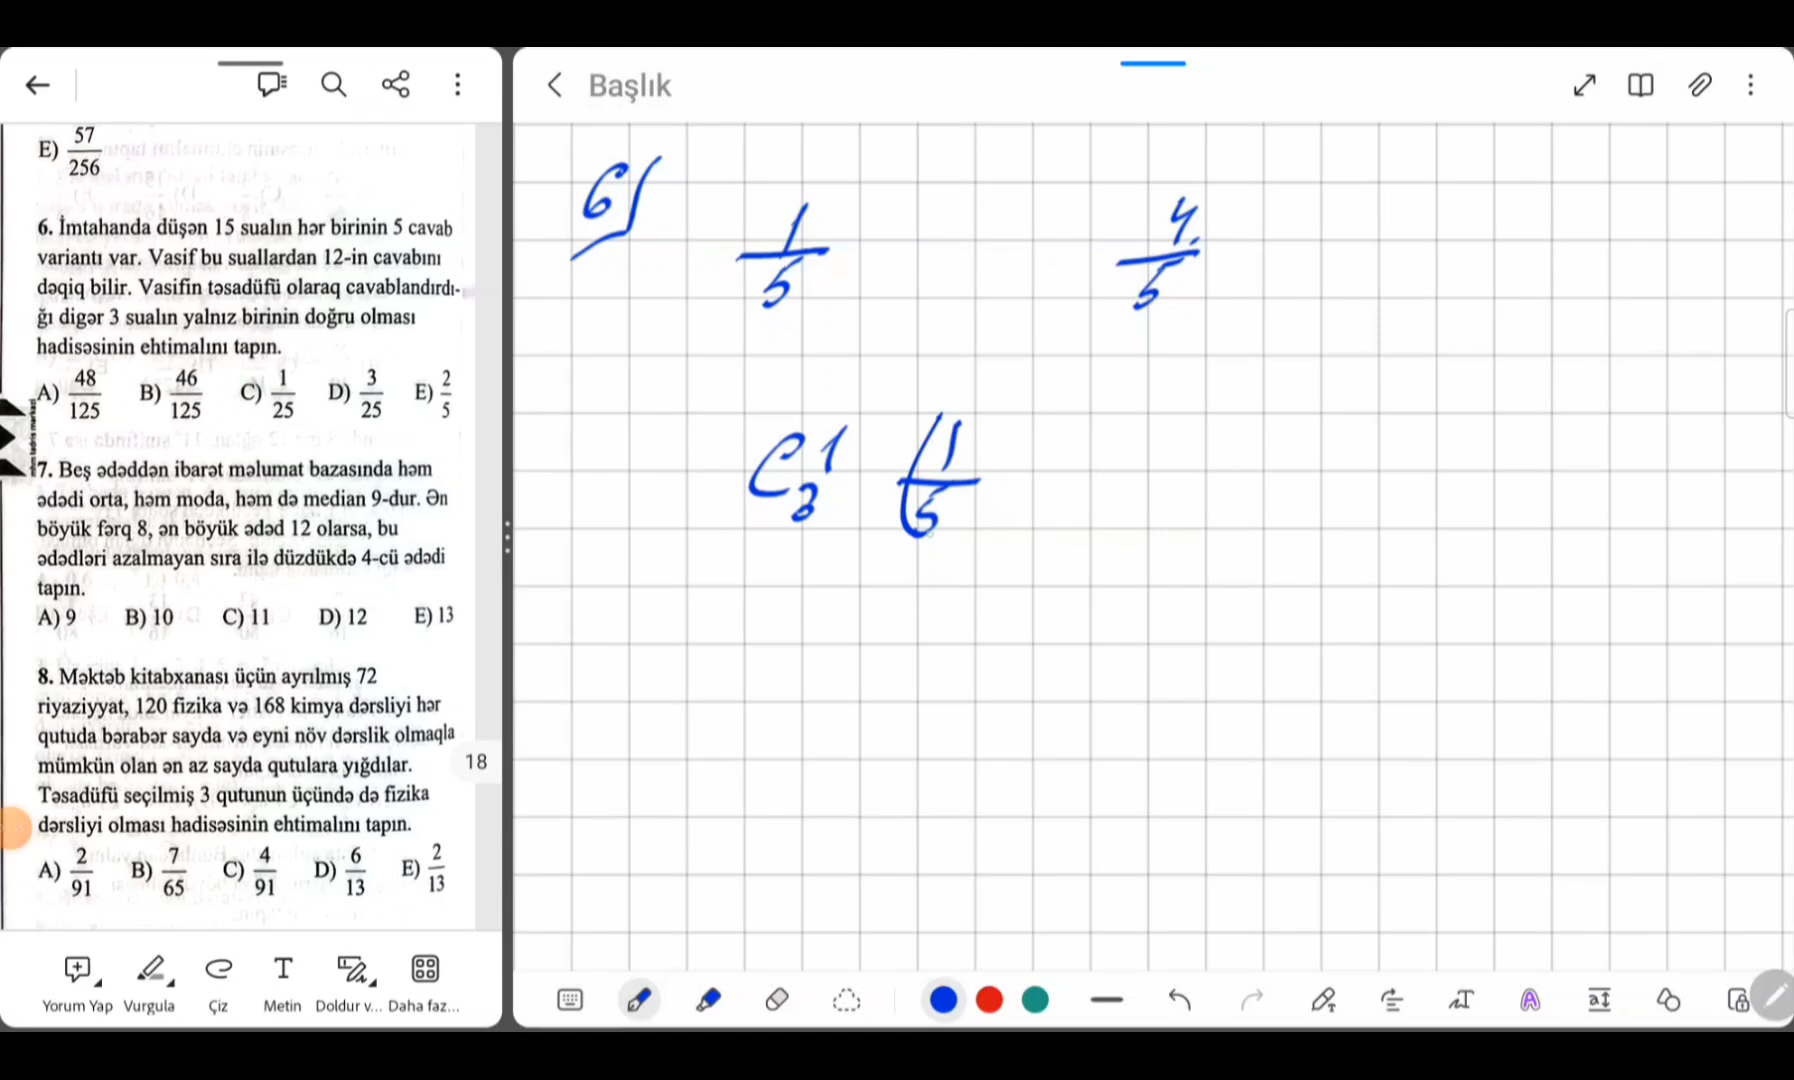 E) 57/256
6. İmtahanda düşən 15 sualın hər birinin 5 cavab
variantı var. Vasif bu suallardan 12-in cavabını
dəqiq bilir. Vasifin təsadüfü olaraq cavablandırdı-
ğı digər 3 sualın yalnız birinin doğru olması
hadisəsinin ehtimalını tapın.
A) 48/125 B) 46/125 C) 1/25 D) 3/25 E) 2/5
7. Beş ədəddən ibarət məlumat bazasında həm
ədədi orta, həm moda, həm də median 9-dur. Ən
böyük fərq 8, ən böyük ədəd 12 olarsa, bu
ədədləri azalmayan sıra ilə düzdükdə 4-cü ədədi
tapın.
A) 9 B) 10 C) 11 D) 12 E) 13
8. Məktəb kitabxanası üçün ayrılmış 72
riyaziyyat, 120 fizika və 168 kimya dərsliyi hər
qutuda bərabər sayda və eyni növ dərslik olmaqla
mümkün olan ən az sayda qutulara yığdılar.
Təsadüfü seçilmiş 3 qutunun üçündə də fizika
dərsliyi olması hadisəsinin ehtimalını tapın.
A) 2/91 B) 7/65 C) 4/91 D) 6/13 E) 2/13
18
Yorum Yap Vurgula Çiz Metin Doldur v... Daha faz...
Başlık
6)
1/5 4/5
C₃¹ (1/5